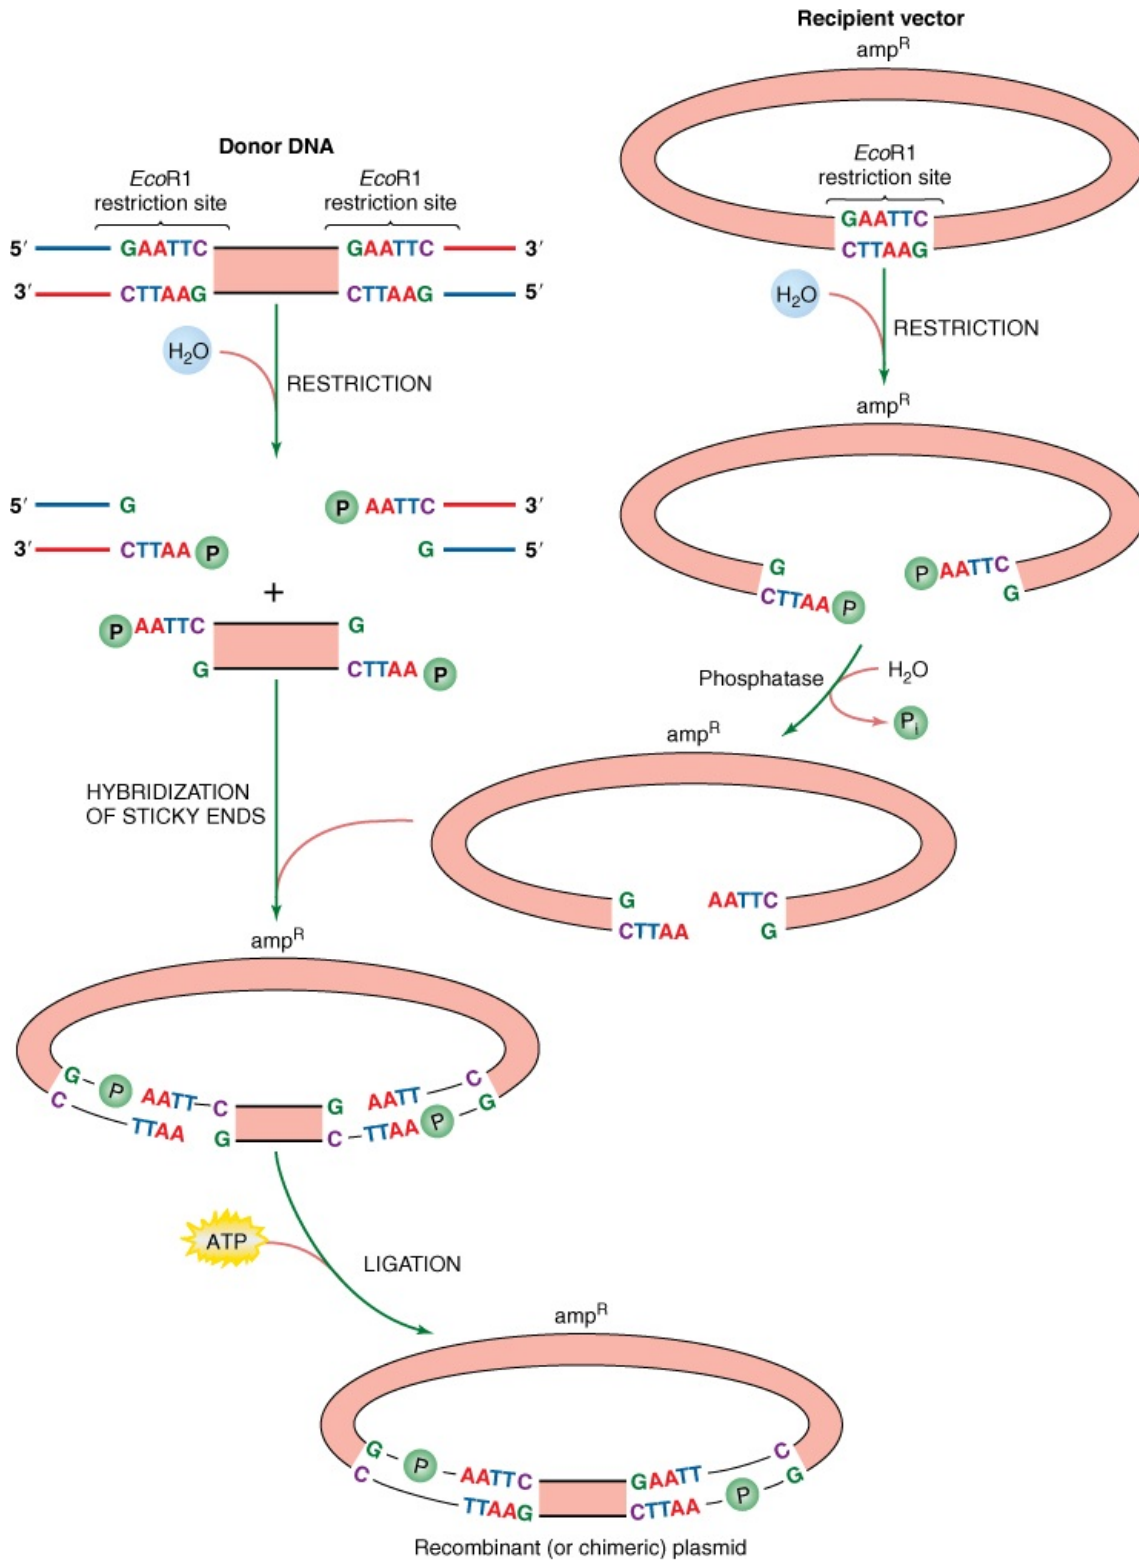 Recipient vector
amp^R
Donor DNA
EcoR1
restriction site
EcoR1
restriction site
EcoR1
restriction site
GAATTC
CTTAAG
5′ GAATTC GAATTC 3′
3′ CTTAAG CTTAAG 5′
H₂O
RESTRICTION
H₂O
RESTRICTION
amp^R
5′ G P AATTC 3′
3′ CTTAA P G 5′
+
P AATTC G
G CTTAA P
G P AATTC
CTTAA P G
Phosphatase
H₂O
Pᵢ
amp^R
HYBRIDIZATION
OF STICKY ENDS
G AATTC
CTTAA G
amp^R
G P AATT C G AATT C
C TTAA G C TTAA P G
ATP
LIGATION
amp^R
G P AATTC GAATT C
C TTAAG CTTAA P G
Recombinant (or chimeric) plasmid